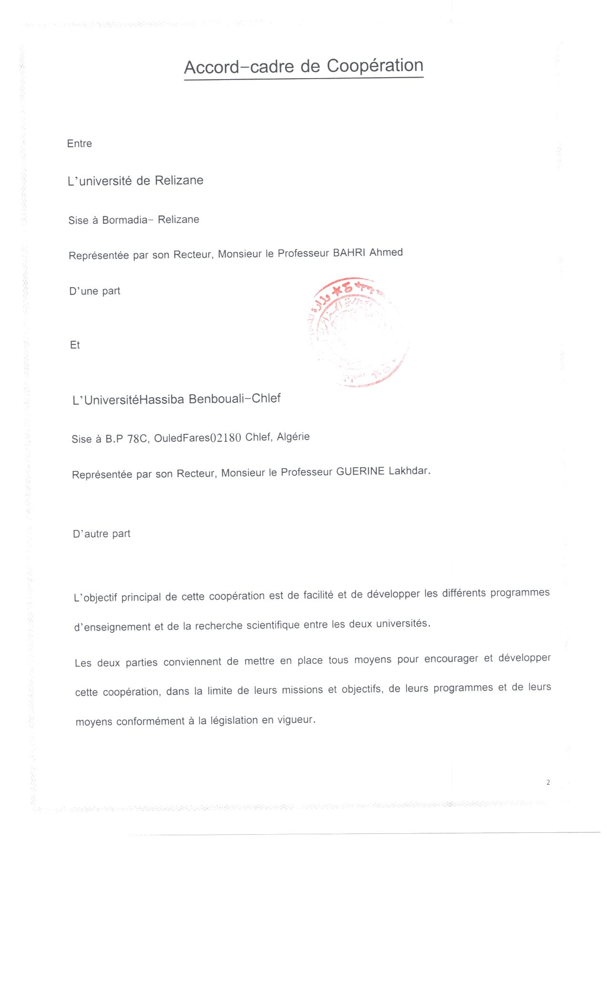 Accord-cadre de Coopération
Entre
L'université de Relizane
Sise à Bormadia- Relizane
Représentée par son Recteur, Monsieur le Professeur BAHRI Ahmed
D'une part
Et
L'UniversitéHassiba Benbouali-Chlef
Sise à B.P 78C, OuledFares02180 Chlef, Algérie
Représentée par son Recteur, Monsieur le Professeur GUERINE Lakhdar.
D'autre part
L'objectif principal de cette coopération est de facilité et de développer les différents programmes
d'enseignement et de la recherche scientifique entre les deux universités.
Les deux parties conviennent de mettre en place tous moyens pour encourager et développer
cette coopération, dans la limite de leurs missions et objectifs, de leurs programmes et de leurs
moyens conformément à la législation en vigueur.
2